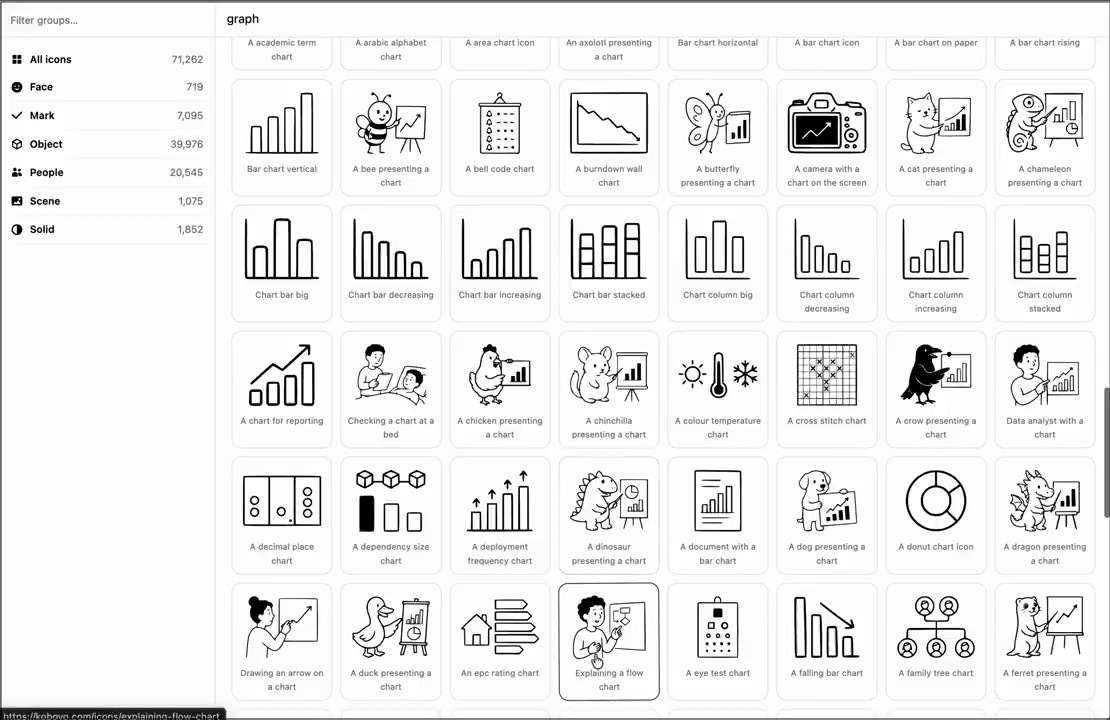 Filter groups...
graph
All icons 71,262
Face 719
Mark 7,095
Object 39,976
People 20,545
Scene 1,075
Solid 1,852
A academic term
chart
A arabic alphabet
chart
A area chart icon
An axolotl presenting
a chart
Bar chart horizontal
A bar chart icon
A bar chart on paper
A bar chart rising
Bar chart vertical
A bee presenting a
chart
A bell code chart
A burndown wall
chart
A butterfly
presenting a chart
A camera with a
chart on the screen
A cat presenting a
chart
A chameleon
presenting a chart
Chart bar big
Chart bar decreasing
Chart bar increasing
Chart bar stacked
Chart column big
Chart column
decreasing
Chart column
increasing
Chart column
stacked
A chart for reporting
Checking a chart at a
bed
A chicken presenting
a chart
A chinchilla
presenting a chart
A colour temperature
chart
A cross stitch chart
A crow presenting a
chart
Data analyst with a
chart
A decimal place
chart
A dependency size
chart
A deployment
frequency chart
A dinosaur
presenting a chart
A document with a
bar chart
A dog presenting a
chart
A donut chart icon
A dragon presenting
a chart
Drawing an arrow on
a chart
A duck presenting a
chart
An epc rating chart
Explaining a flow
chart
A eye test chart
A falling bar chart
A family tree chart
A ferret presenting a
chart